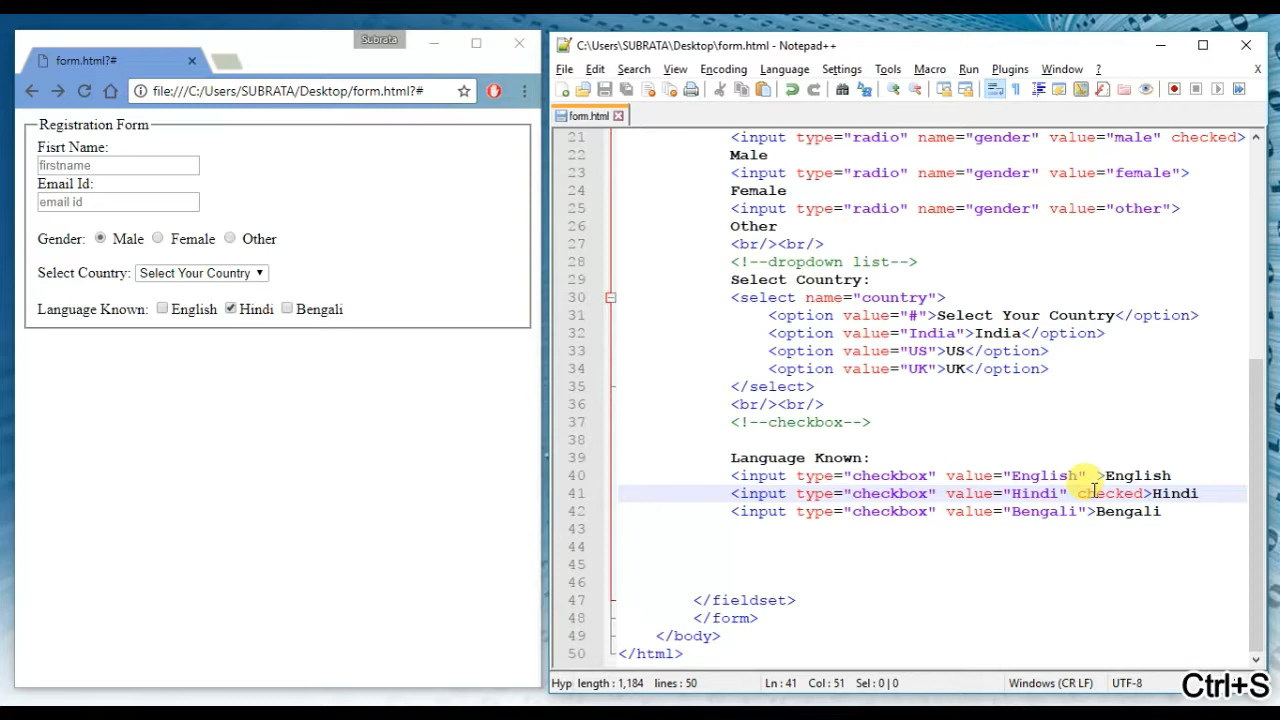 Subrata
form.html?#
file:///C:/Users/SUBRATA/Desktop/form.html?#
Registration Form
Fisrt Name:
firstname
Email Id:
email id
Gender: Male Female Other
Select Country: Select Your Country
Language Known: English Hindi Bengali
C:\Users\SUBRATA\Desktop\form.html - Notepad++
File Edit Search View Encoding Language Settings Tools Macro Run Plugins Window ? X
form.html
21 <input type="radio" name="gender" value="male" checked>
22 Male
23 <input type="radio" name="gender" value="female">
24 Female
25 <input type="radio" name="gender" value="other">
26 Other
27 <br/><br/>
28 <!--dropdown list-->
29 Select Country:
30 <select name="country">
31 <option value="#">Select Your Country</option>
32 <option value="India">India</option>
33 <option value="US">US</option>
34 <option value="UK">UK</option>
35 </select>
36 <br/><br/>
37 <!--checkbox-->
38
39 Language Known:
40 <input type="checkbox" value="English" >English
41 <input type="checkbox" value="Hindi" checked>Hindi
42 <input type="checkbox" value="Bengali">Bengali
43
44
45
46
47 </fieldset>
48 </form>
49 </body>
50 </html>
Hyp length : 1,184 lines : 50 Ln : 41 Col : 51 Sel : 0 | 0 Windows (CR LF) UTF-8
Ctrl+S